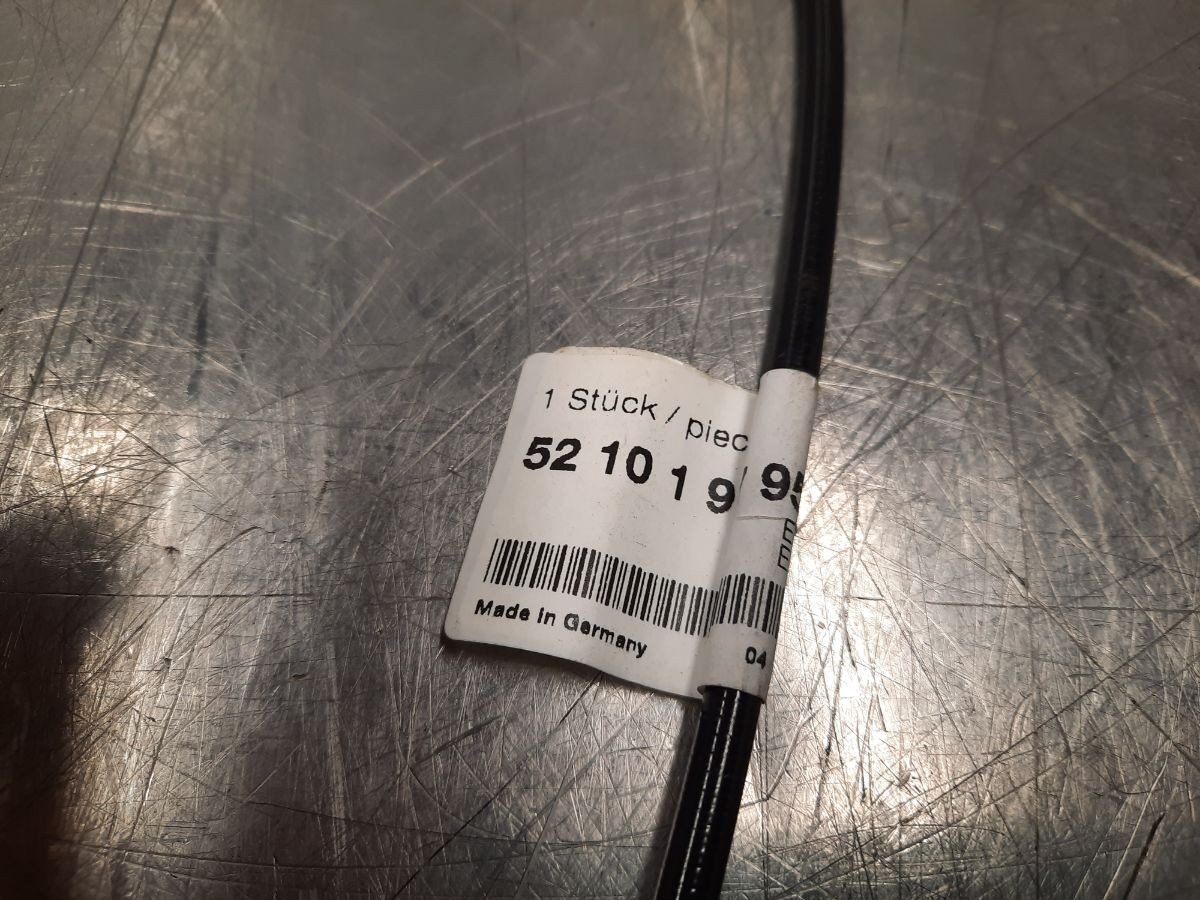 1 Stück / piec
52 10 1 9 95
Made in Germany
04